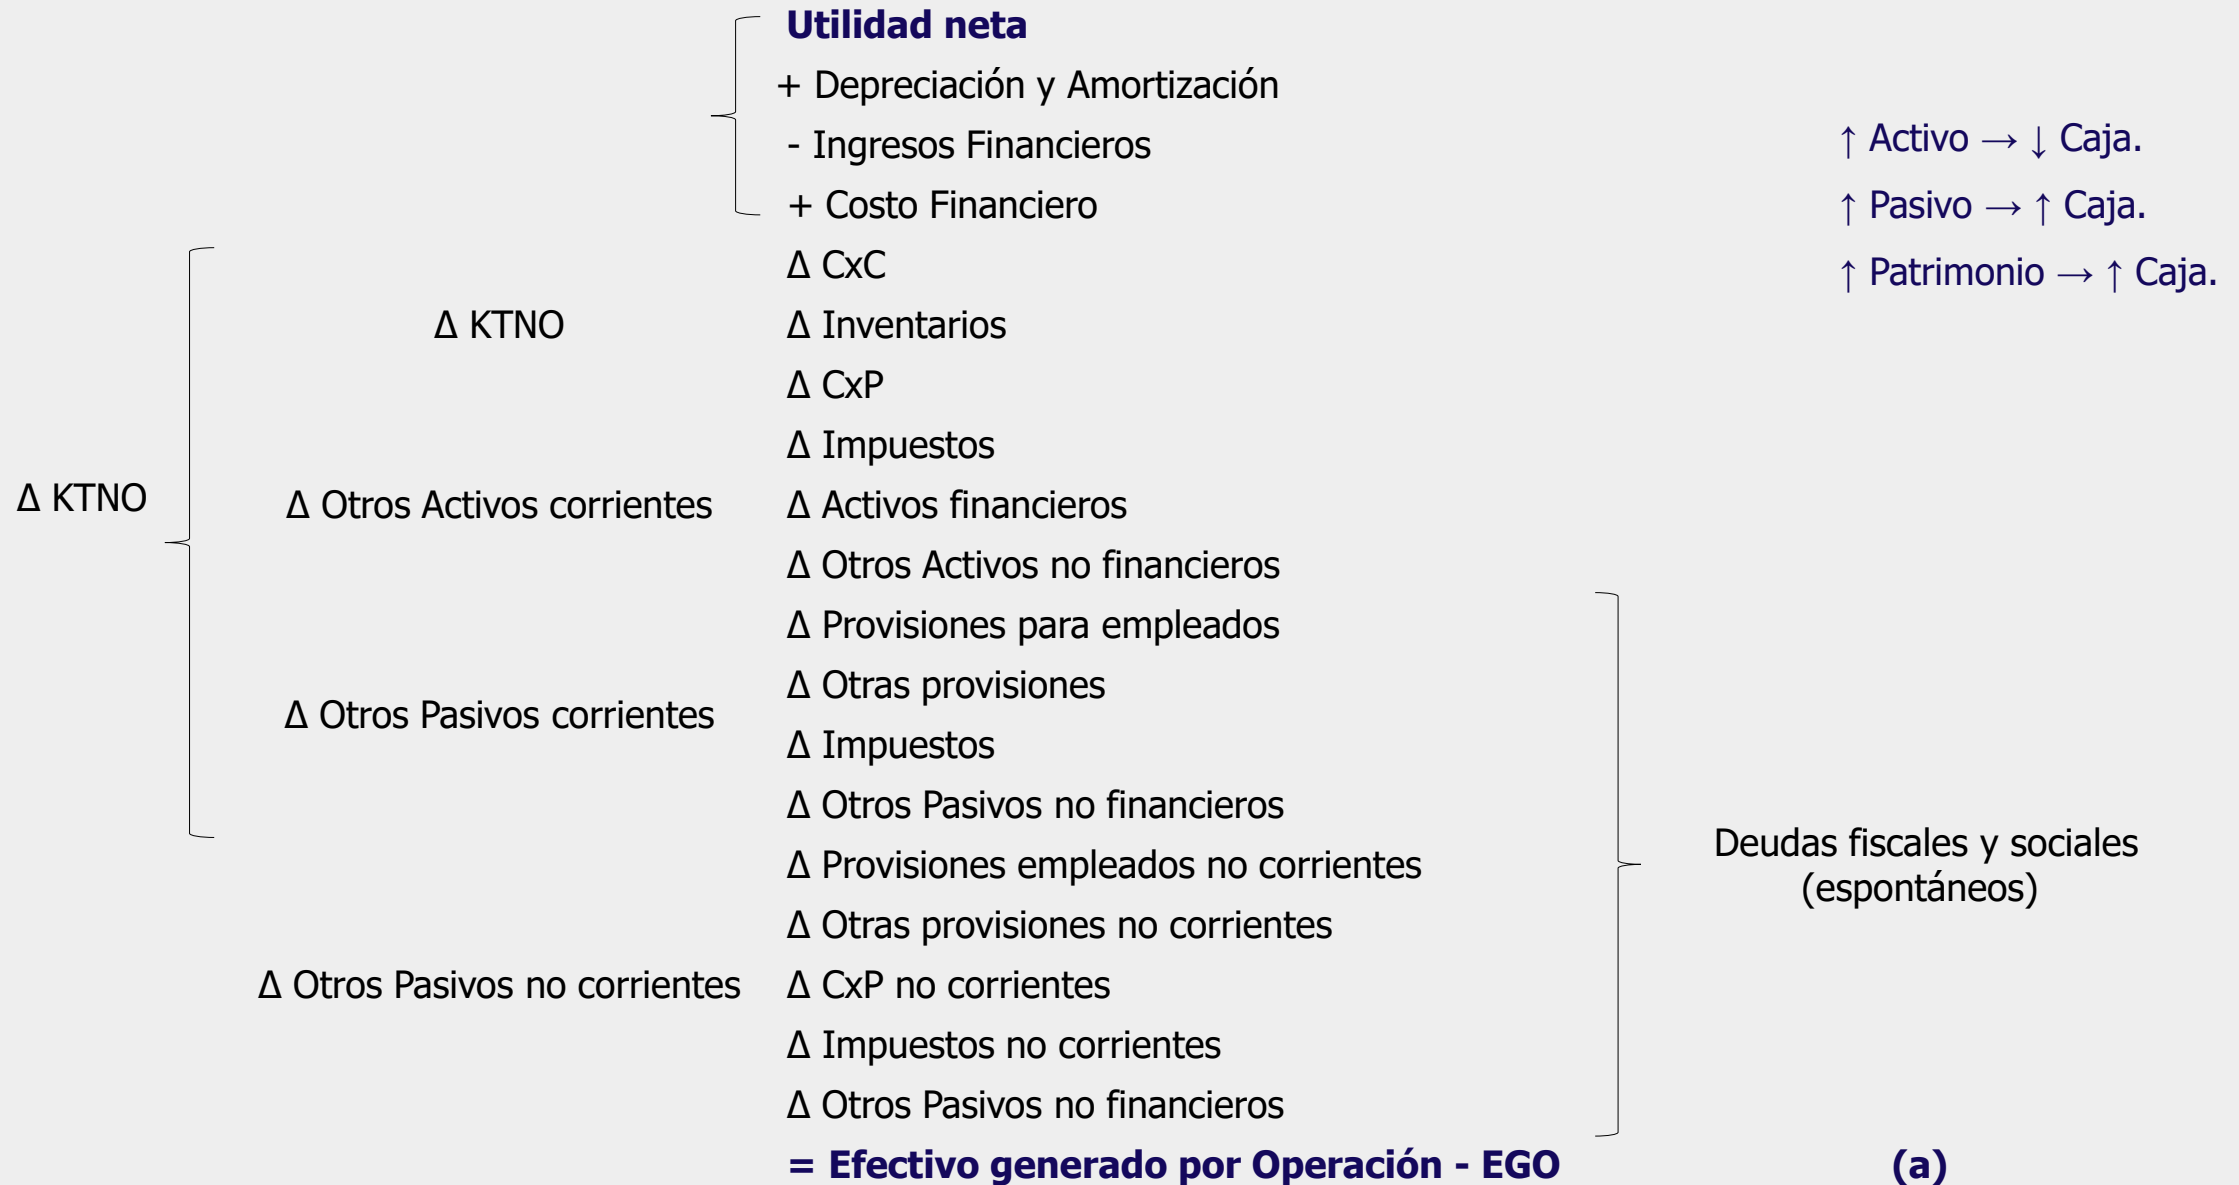 Utilidad neta
+ Depreciación y Amortización
- Ingresos Financieros
+ Costo Financiero
↑ Activo → ↓ Caja.
↑ Pasivo → ↑ Caja.
↑ Patrimonio → ↑ Caja.
Δ CxC
Δ KTNO
Δ Inventarios
Δ CxP
Δ Impuestos
Δ KTNO
Δ Otros Activos corrientes
Δ Activos financieros
Δ Otros Activos no financieros
Δ Provisiones para empleados
Δ Otras provisiones
Δ Otros Pasivos corrientes
Δ Impuestos
Δ Otros Pasivos no financieros
Δ Provisiones empleados no corrientes
Δ Otras provisiones no corrientes
Δ Otros Pasivos no corrientes
Δ CxP no corrientes
Δ Impuestos no corrientes
Δ Otros Pasivos no financieros
Deudas fiscales y sociales
(espontáneos)
= Efectivo generado por Operación - EGO
(a)